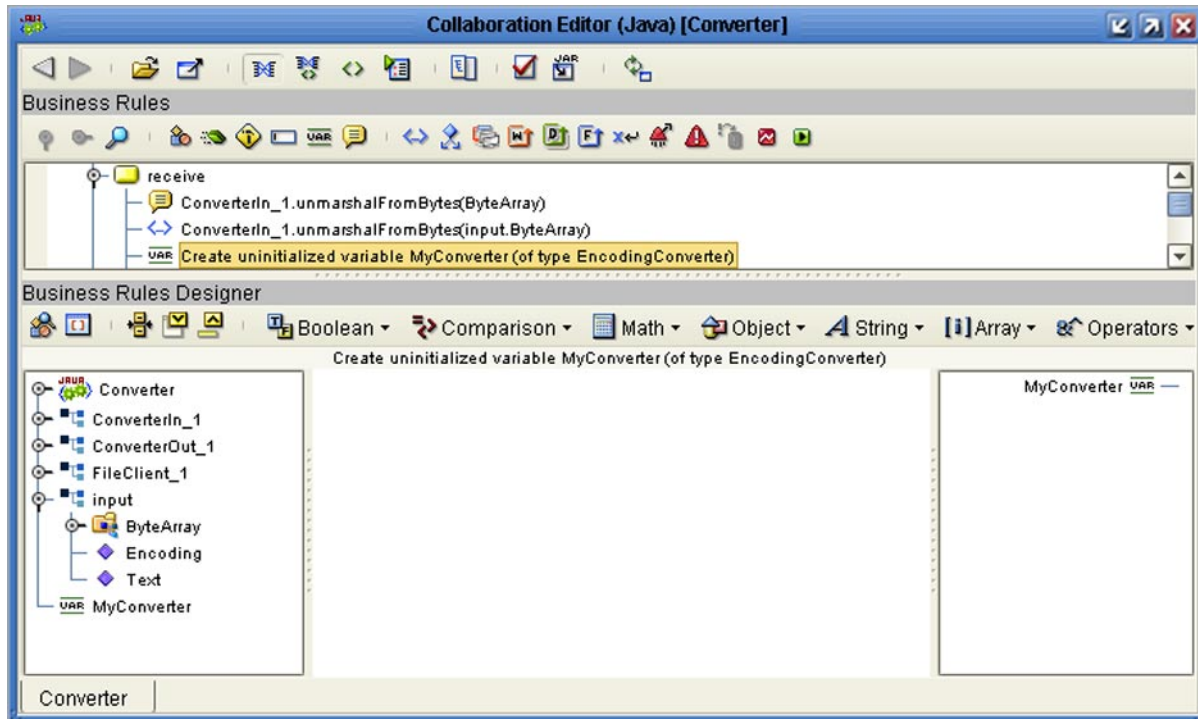 Collaboration Editor (Java) [Converter]
Business Rules
receive
ConverterIn_1.unmarshalFromBytes(ByteArray)
ConverterIn_1.unmarshalFromBytes(input.ByteArray)
VAR Create uninitialized variable MyConverter (of type EncodingConverter)
Business Rules Designer
Boolean Comparison Math Object String [i] Array Operators
Create uninitialized variable MyConverter (of type EncodingConverter)
JAVA Converter
ConverterIn_1
ConverterOut_1
FileClient_1
input
ByteArray
Encoding
Text
VAR MyConverter
MyConverter VAR
Converter